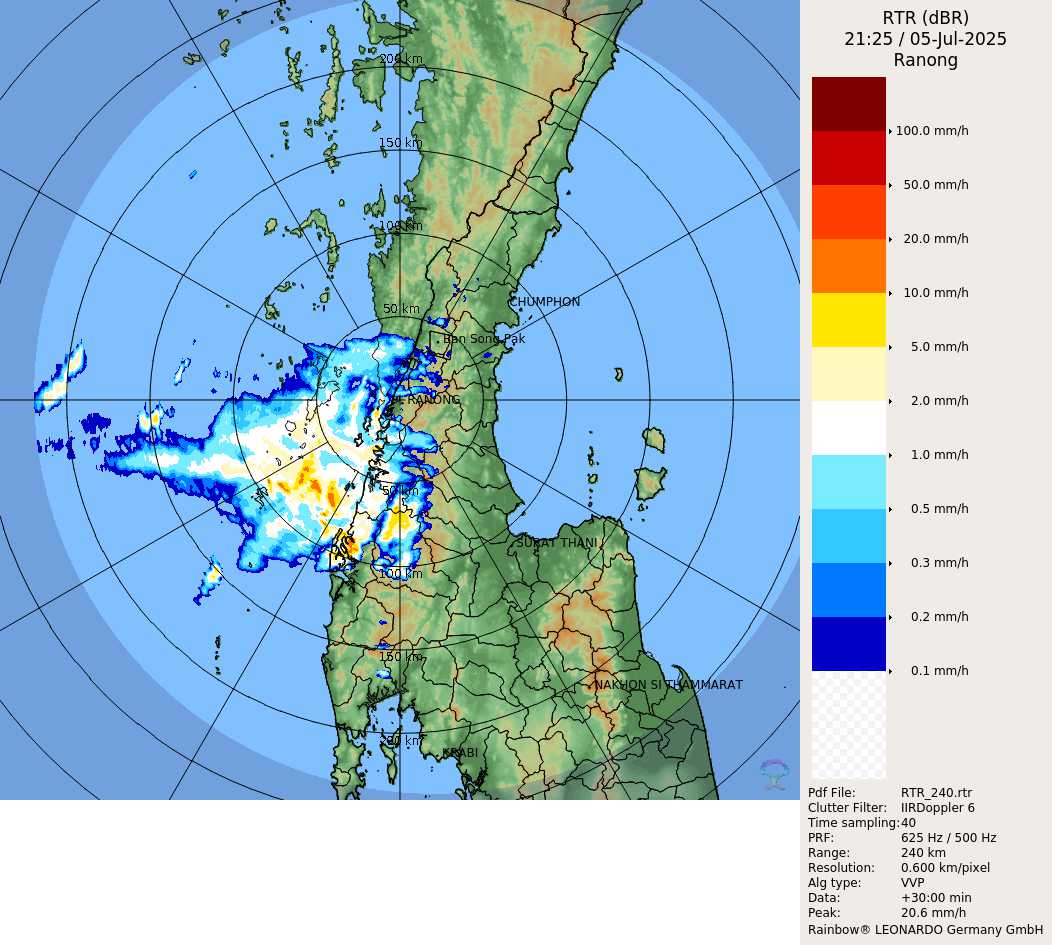 RTR (dBR)
21:25 / 05-Jul-2025
Ranong
100.0 mm/h
50.0 mm/h
20.0 mm/h
10.0 mm/h
5.0 mm/h
2.0 mm/h
1.0 mm/h
0.5 mm/h
0.3 mm/h
0.2 mm/h
0.1 mm/h
Pdf File: RTR_240.rtr
Clutter Filter: IIRDoppler 6
Time sampling: 40
PRF: 625 Hz / 500 Hz
Range: 240 km
Resolution: 0.600 km/pixel
Alg type: VVP
Data: +30:00 min
Peak: 20.6 mm/h
Rainbow® LEONARDO Germany GmbH
200 km
150 km
100 km
CHUMPHON
50 km
Ban Song Pak
RANONG
50 km
SURAT THANI
100 km
150 km
NAKHON SI THAMMARAT
200 km
KRABI